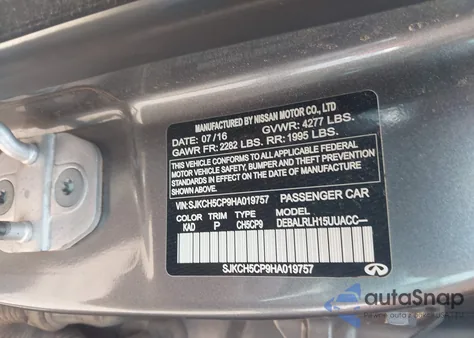 MANUFACTURED BY NISSAN MOTOR CO., LTD
DATE: 07/16 GVWR: 4277 LBS.
GAWR FR: 2282 LBS. RR: 1995 LBS.
THIS VEHICLE CONFORMS TO ALL APPLICABLE FEDERAL
MOTOR VEHICLE SAFETY, BUMPER, AND THEFT PREVENTION
STANDARDS IN EFFECT ON THE DATE OF
MANUFACTURE SHOWN ABOVE.
VIN: SJKCH5CP9HA019757 PASSENGER CAR
COLOR TRIM TYPE MODEL
KAD P CH5CP9 DEBALRLH15UUACC—
SJKCH5CP9HA019757
INFINITI
autoSnap